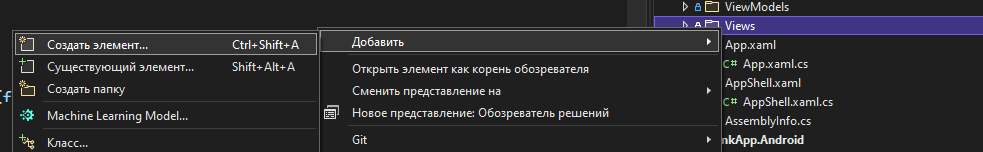 ViewModels
Views
Создать элемент... Ctrl+Shift+A
Добавить
App.xaml
Существующий элемент... Shift+Alt+A
Открыть элемент как корень обозревателя
C# App.xaml.cs
Создать папку
Сменить представление на
AppShell.xaml
Machine Learning Model...
Новое представление: Обозреватель решений
C# AppShell.xaml.cs
AssemblyInfo.cs
Класс...
Git
nkApp.Android